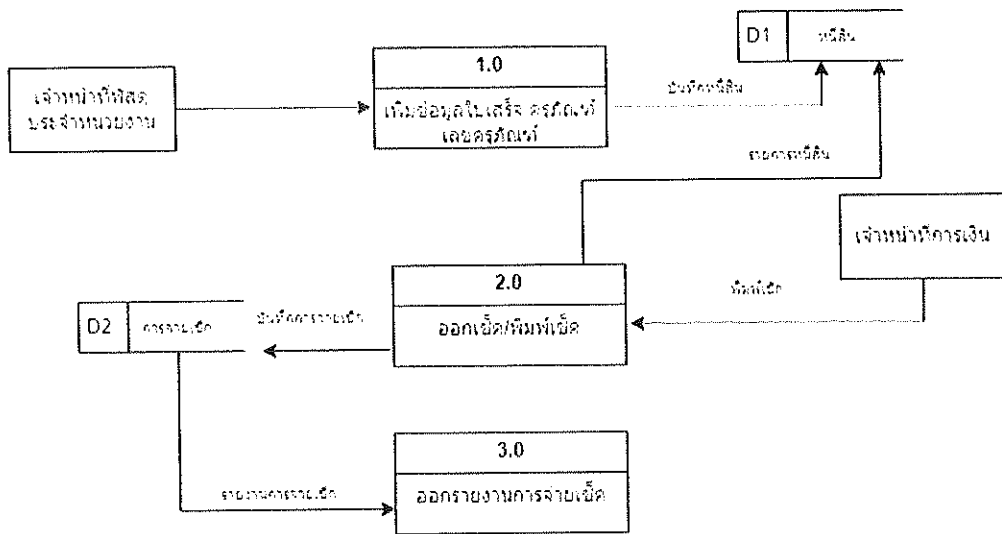 D1
หนี้สิน
1.0
เจ้าหน้าที่พัสดุ
ประจำหน่วยงาน
เพิ่มข้อมูลใบเสร็จ ครุภัณฑ์
เลขครุภัณฑ์
บันทึกหนี้สิน
รายการหนี้สิน
เจ้าหน้าที่การเงิน
2.0
พิมพ์เช็ค
D2
การจ่ายเช็ค
บันทึกการจ่ายเช็ค
ออกเช็ค/พิมพ์เช็ค
3.0
รายงานการจ่ายเช็ค
ออกรายงานการจ่ายเช็ค